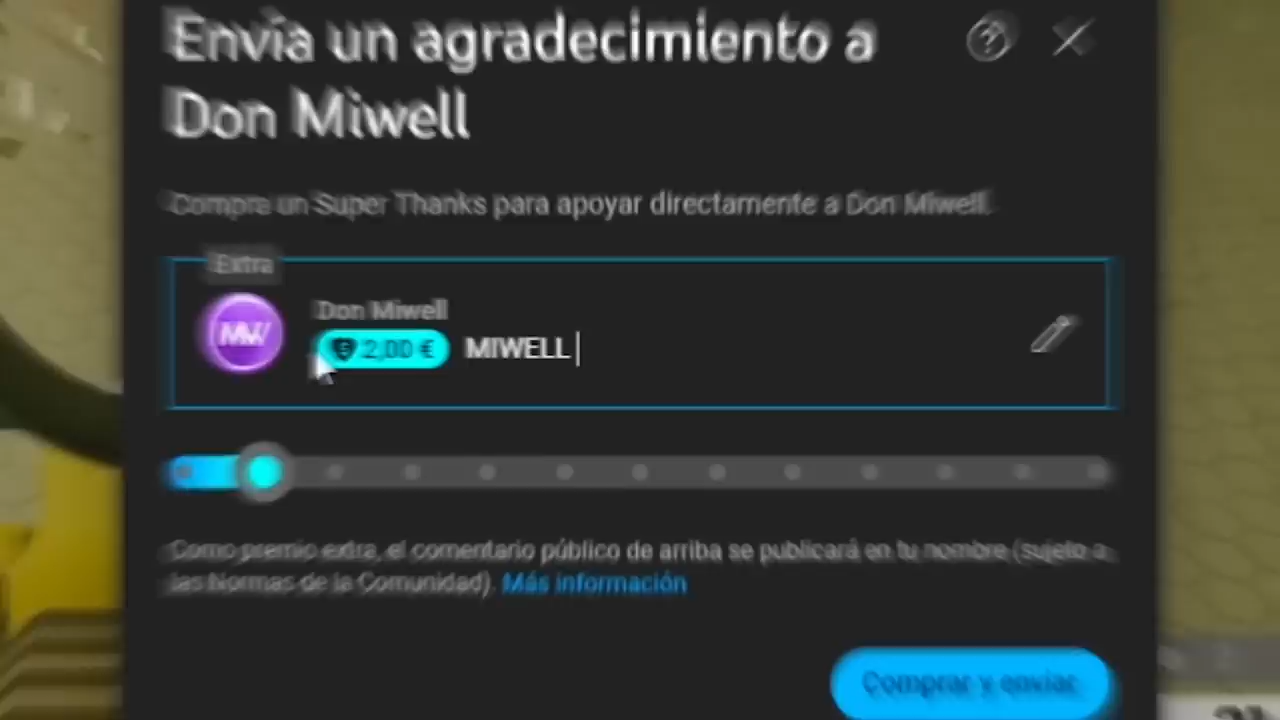 Envía un agradecimiento a
Don Miwell
Compra un Super Thanks para apoyar directamente a Don Miwell.
Extra
MW
Don Miwell
2,00 € MIWELL
Como premio extra, el comentario público de arriba se publicará en tu nombre (sujeto a
las Normas de la Comunidad). Más información
Comprar y enviar